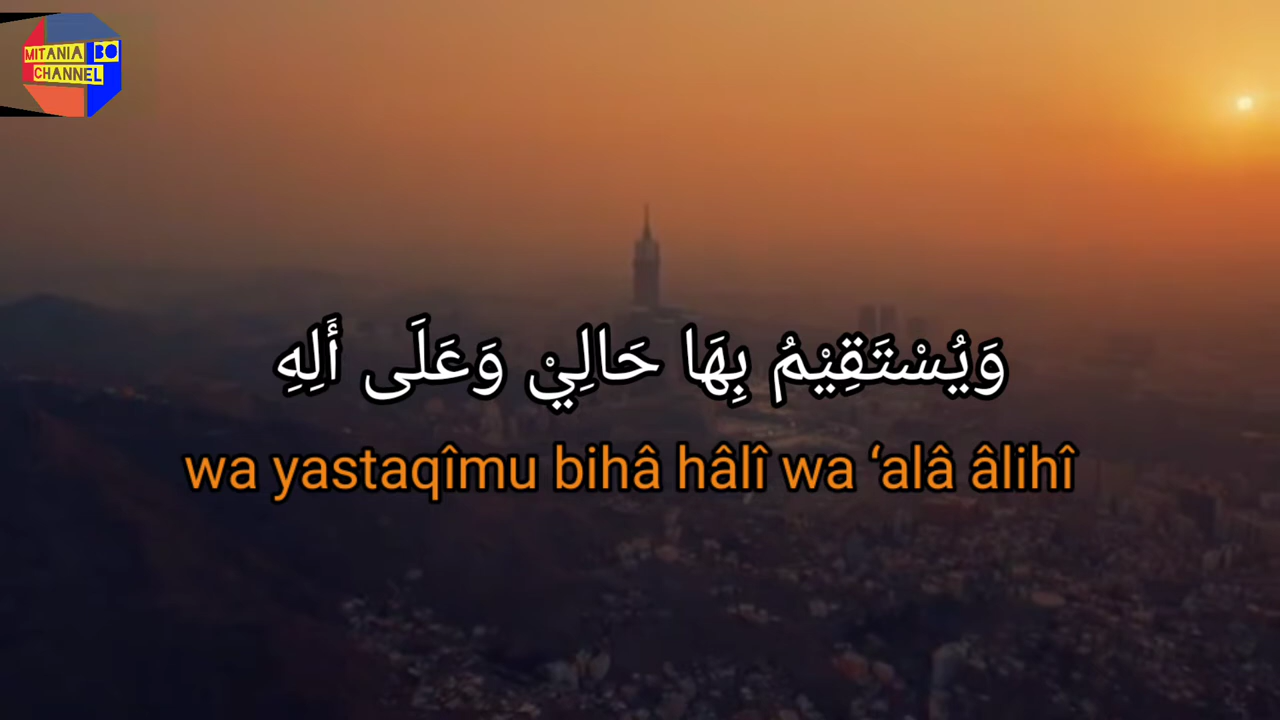 MITANIA BO
CHANNEL
وَيُسْتَقِيْمُ بِهَا حَالِيْ وَعَلَى أَلِهِ
wa yastaqîmu bihâ hâlî wa ‘alâ âlihî